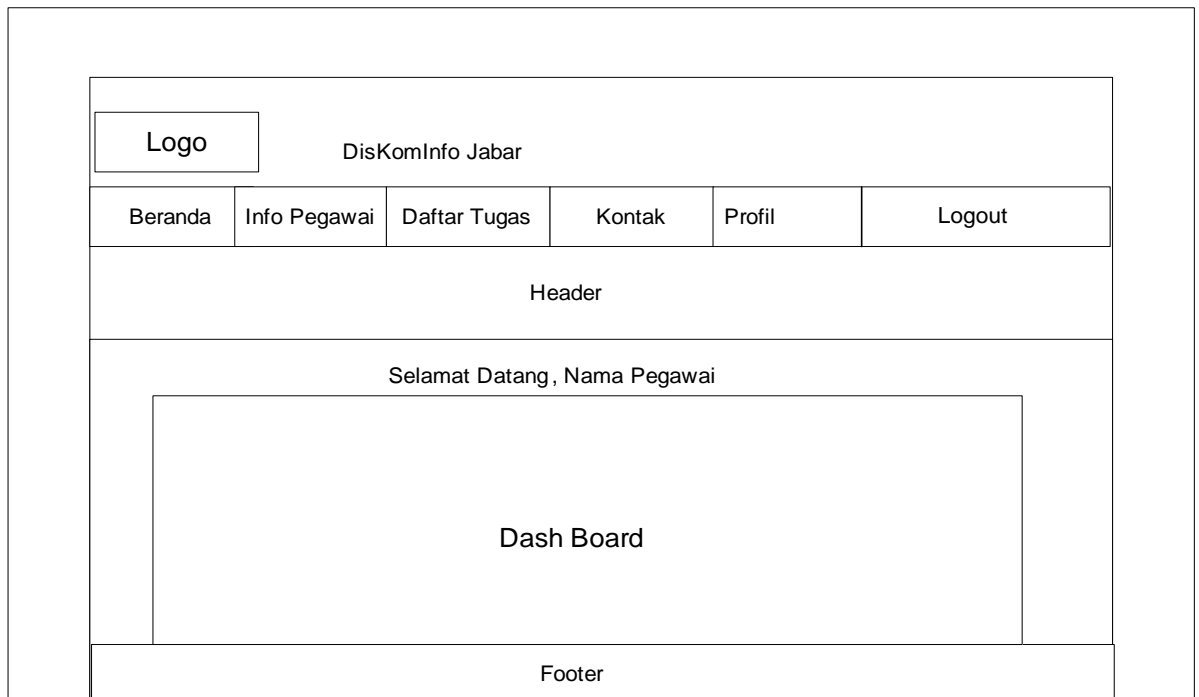 Logo
DisKomInfo Jabar
Beranda Info Pegawai Daftar Tugas Kontak Profil Logout
Header
Selamat Datang, Nama Pegawai
Dash Board
Footer